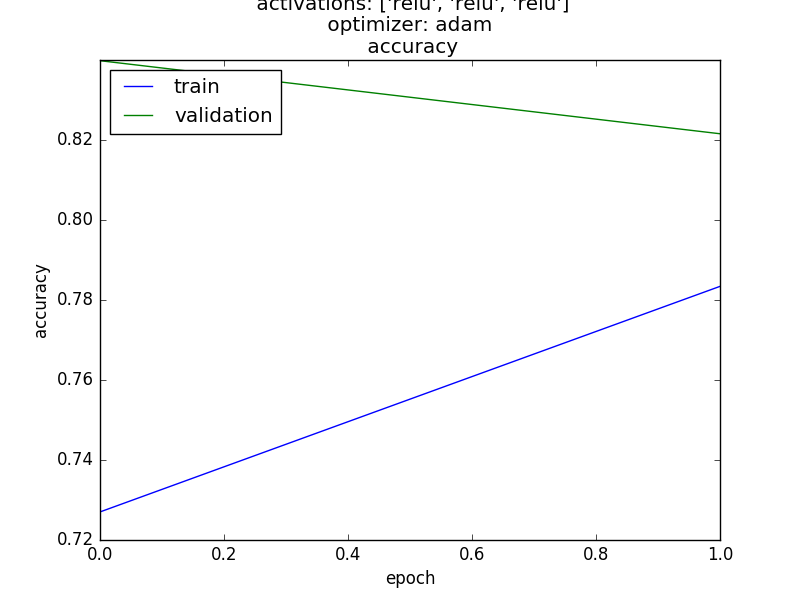 activations: ['relu', 'relu', 'relu']
optimizer: adam
accuracy
train
validation
0.82
0.80
0.78
0.76
0.74
0.72
accuracy
0.0 0.2 0.4 0.6 0.8 1.0
epoch